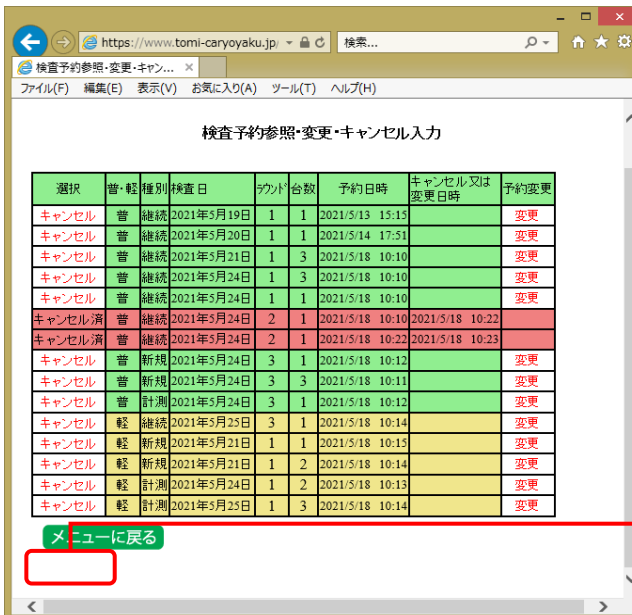 https://www.tomi-caryoyaku.jp/
検索...
検査予約参照・変更・キャン...
ファイル(F) 編集(E) 表示(V) お気に入り(A) ツール(T) ヘルプ(H)
検査予約参照・変更・キャンセル入力
選択 普・軽 種別 検査日 ラウンド 台数 予約日時 キャンセル又は変更日時 予約変更
キャンセル 普 継続 2021年5月19日 1 1 2021/5/13 15:15 変更
キャンセル 普 継続 2021年5月20日 1 1 2021/5/14 17:51 変更
キャンセル 普 継続 2021年5月21日 1 3 2021/5/18 10:10 変更
キャンセル 普 継続 2021年5月24日 1 3 2021/5/18 10:10 変更
キャンセル 普 継続 2021年5月24日 1 1 2021/5/18 10:10 変更
キャンセル済 普 継続 2021年5月24日 2 1 2021/5/18 10:10 2021/5/18 10:22
キャンセル済 普 継続 2021年5月24日 2 1 2021/5/18 10:22 2021/5/18 10:23
キャンセル 普 新規 2021年5月24日 3 1 2021/5/18 10:12 変更
キャンセル 普 新規 2021年5月24日 3 3 2021/5/18 10:11 変更
キャンセル 普 計測 2021年5月24日 3 1 2021/5/18 10:12 変更
キャンセル 軽 継続 2021年5月25日 3 1 2021/5/18 10:14 変更
キャンセル 軽 新規 2021年5月21日 1 1 2021/5/18 10:15 変更
キャンセル 軽 新規 2021年5月21日 1 2 2021/5/18 10:14 変更
キャンセル 軽 計測 2021年5月24日 1 2 2021/5/18 10:13 変更
キャンセル 軽 計測 2021年5月25日 1 3 2021/5/18 10:14 変更
メニューに戻る